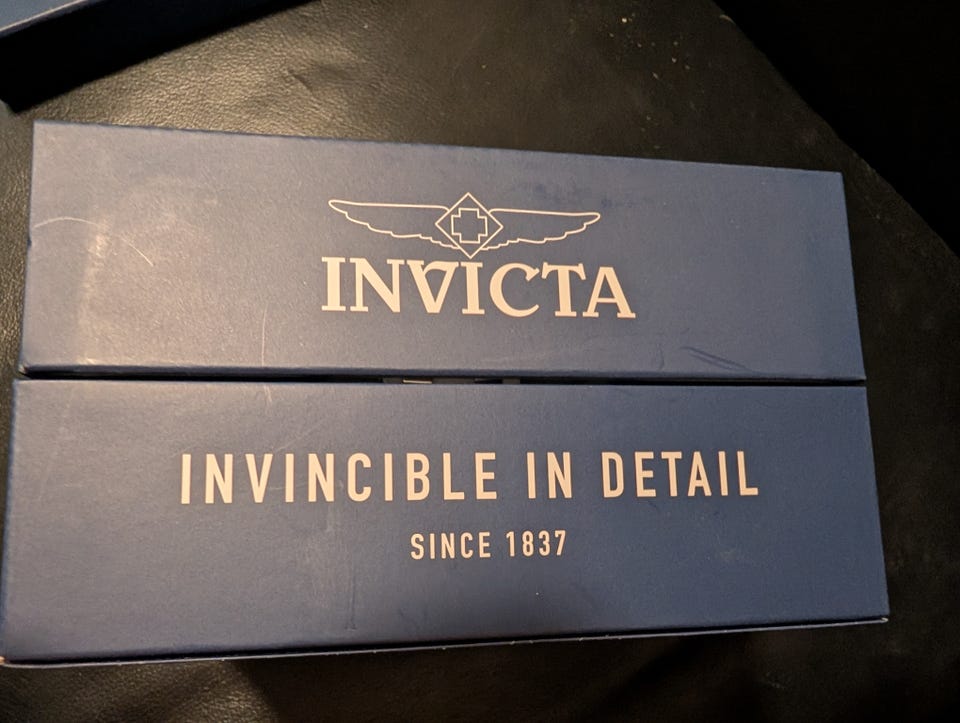 INVICTA
INVINCIBLE IN DETAIL
SINCE 1837